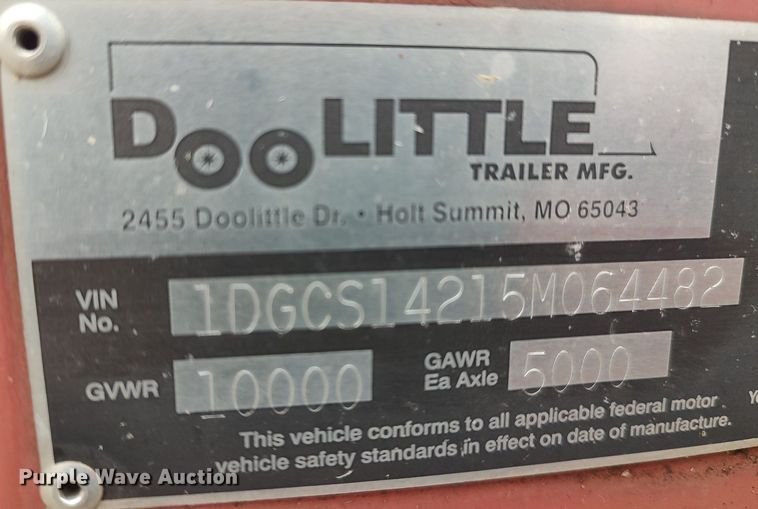 DOOLITTLE
TRAILER MFG.
2455 Doolittle Dr. • Holt Summit, MO 65043
VIN No. 1DGCS14215M064482
GVWR 10000 GAWR Ea Axle 5000
This vehicle conforms to all applicable federal motor
vehicle safety standards in effect on date of manufacture.
Purple Wave Auction